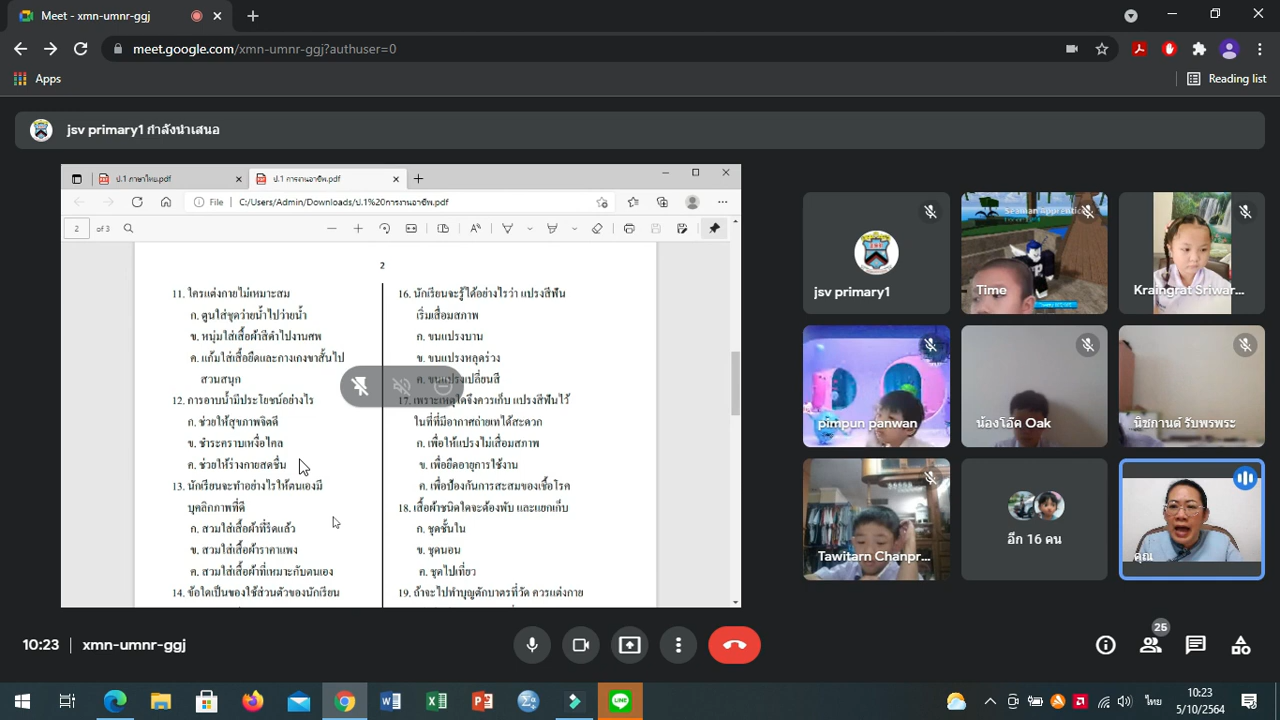 Meet - xmn-umnr-ggj
meet.google.com/xmn-umnr-ggj?authuser=0
Apps
Reading list
jsv primary1 กำลังนำเสนอ
ป.1 ภาษาไทย.pdf
ป.1 การงานอาชีพ.pdf
File
C:/Users/Admin/Downloads/ป.1%20การงานอาชีพ.pdf
2
of 3
2
11. ใครแต่งกายไม่เหมาะสม
ก. ตูนใส่ชุดว่ายน้ำไปว่ายน้ำ
ข. หนุ่มใส่เสื้อผ้าสีดำไปงานศพ
ค. แก้มใส่เสื้อยืดและกางเกงขาสั้นไป
สวนสนุก
12. การอาบน้ำมีประโยชน์อย่างไร
ก. ช่วยให้สุขภาพจิตดี
ข. ชำระคราบเหงื่อไคล
ค. ช่วยให้ร่างกายสดชื่น
13. นักเรียนจะทำอย่างไรให้ตนเองมี
บุคลิกภาพที่ดี
ก. สวมใส่เสื้อผ้าที่รีดแล้ว
ข. สวมใส่เสื้อผ้าราคาแพง
ค. สวมใส่เสื้อผ้าที่เหมาะกับตนเอง
14. ข้อใดเป็นของใช้ส่วนตัวของนักเรียน
16. นักเรียนจะรู้ได้อย่างไรว่า แปรงสีฟัน
เริ่มเสื่อมสภาพ
ก. ขนแปรงบาน
ข. ขนแปรงหลุดร่วง
ค. ขนแปรงเปลี่ยนสี
17. เพราะเหตุใดจึงควรเก็บ แปรงสีฟันไว้
ในที่ที่มีอากาศถ่ายเทได้สะดวก
ก. เพื่อให้แปรงไม่เสื่อมสภาพ
ข. เพื่อยืดอายุการใช้งาน
ค. เพื่อป้องกันการสะสมของเชื้อโรค
18. เสื้อผ้าชนิดใดจะต้องพับ และแยกเก็บ
ก. ชุดชั้นใน
ข. ชุดนอน
ค. ชุดไปเที่ยว
19. ถ้าจะไปทำบุญตักบาตรที่วัด ควรแต่งกาย
jsv primary1
Time
Kraingrat Sriwar...
pimpun panwan
น้องโอ๊ค Oak
นิชกานต์ รับพรพระ
Tawitarn Chanpr...
อีก 16 คน
คุณ
10:23
xmn-umnr-ggj
25
ไทย
10:23
5/10/2564